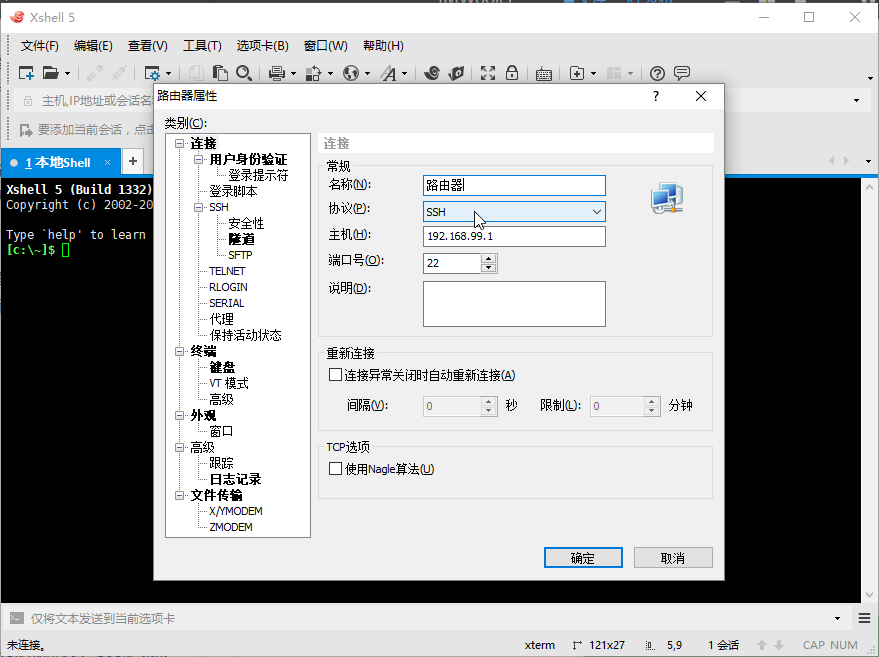 Xshell 5
文件(F) 编辑(E) 查看(V) 工具(T) 选项卡(B) 窗口(W) 帮助(H)
主机,IP地址或会话名
要添加当前会话，点击
1 本地Shell × +
Xshell 5 (Build 1332)
Copyright (c) 2002-20
Type `help' to learn
[c:\~]$
路由器属性 ?
类别(C):
连接
用户身份验证
登录提示符
登录脚本
SSH
安全性
隧道
SFTP
TELNET
RLOGIN
SERIAL
代理
保持活动状态
终端
键盘
VT 模式
高级
外观
窗口
高级
跟踪
日志记录
文件传输
X/YMODEM
ZMODEM
连接
常规
名称(N): 路由器
协议(P): SSH
主机(H): 192.168.99.1
端口号(O): 22
说明(D):
重新连接
连接异常关闭时自动重新连接(A)
间隔(V): 0 秒 限制(L): 0 分钟
TCP选项
使用Nagle算法(U)
确定 取消
仅将文本发送到当前选项卡
未连接。 xterm 121x27 5,9 1 会话 CAP NUM